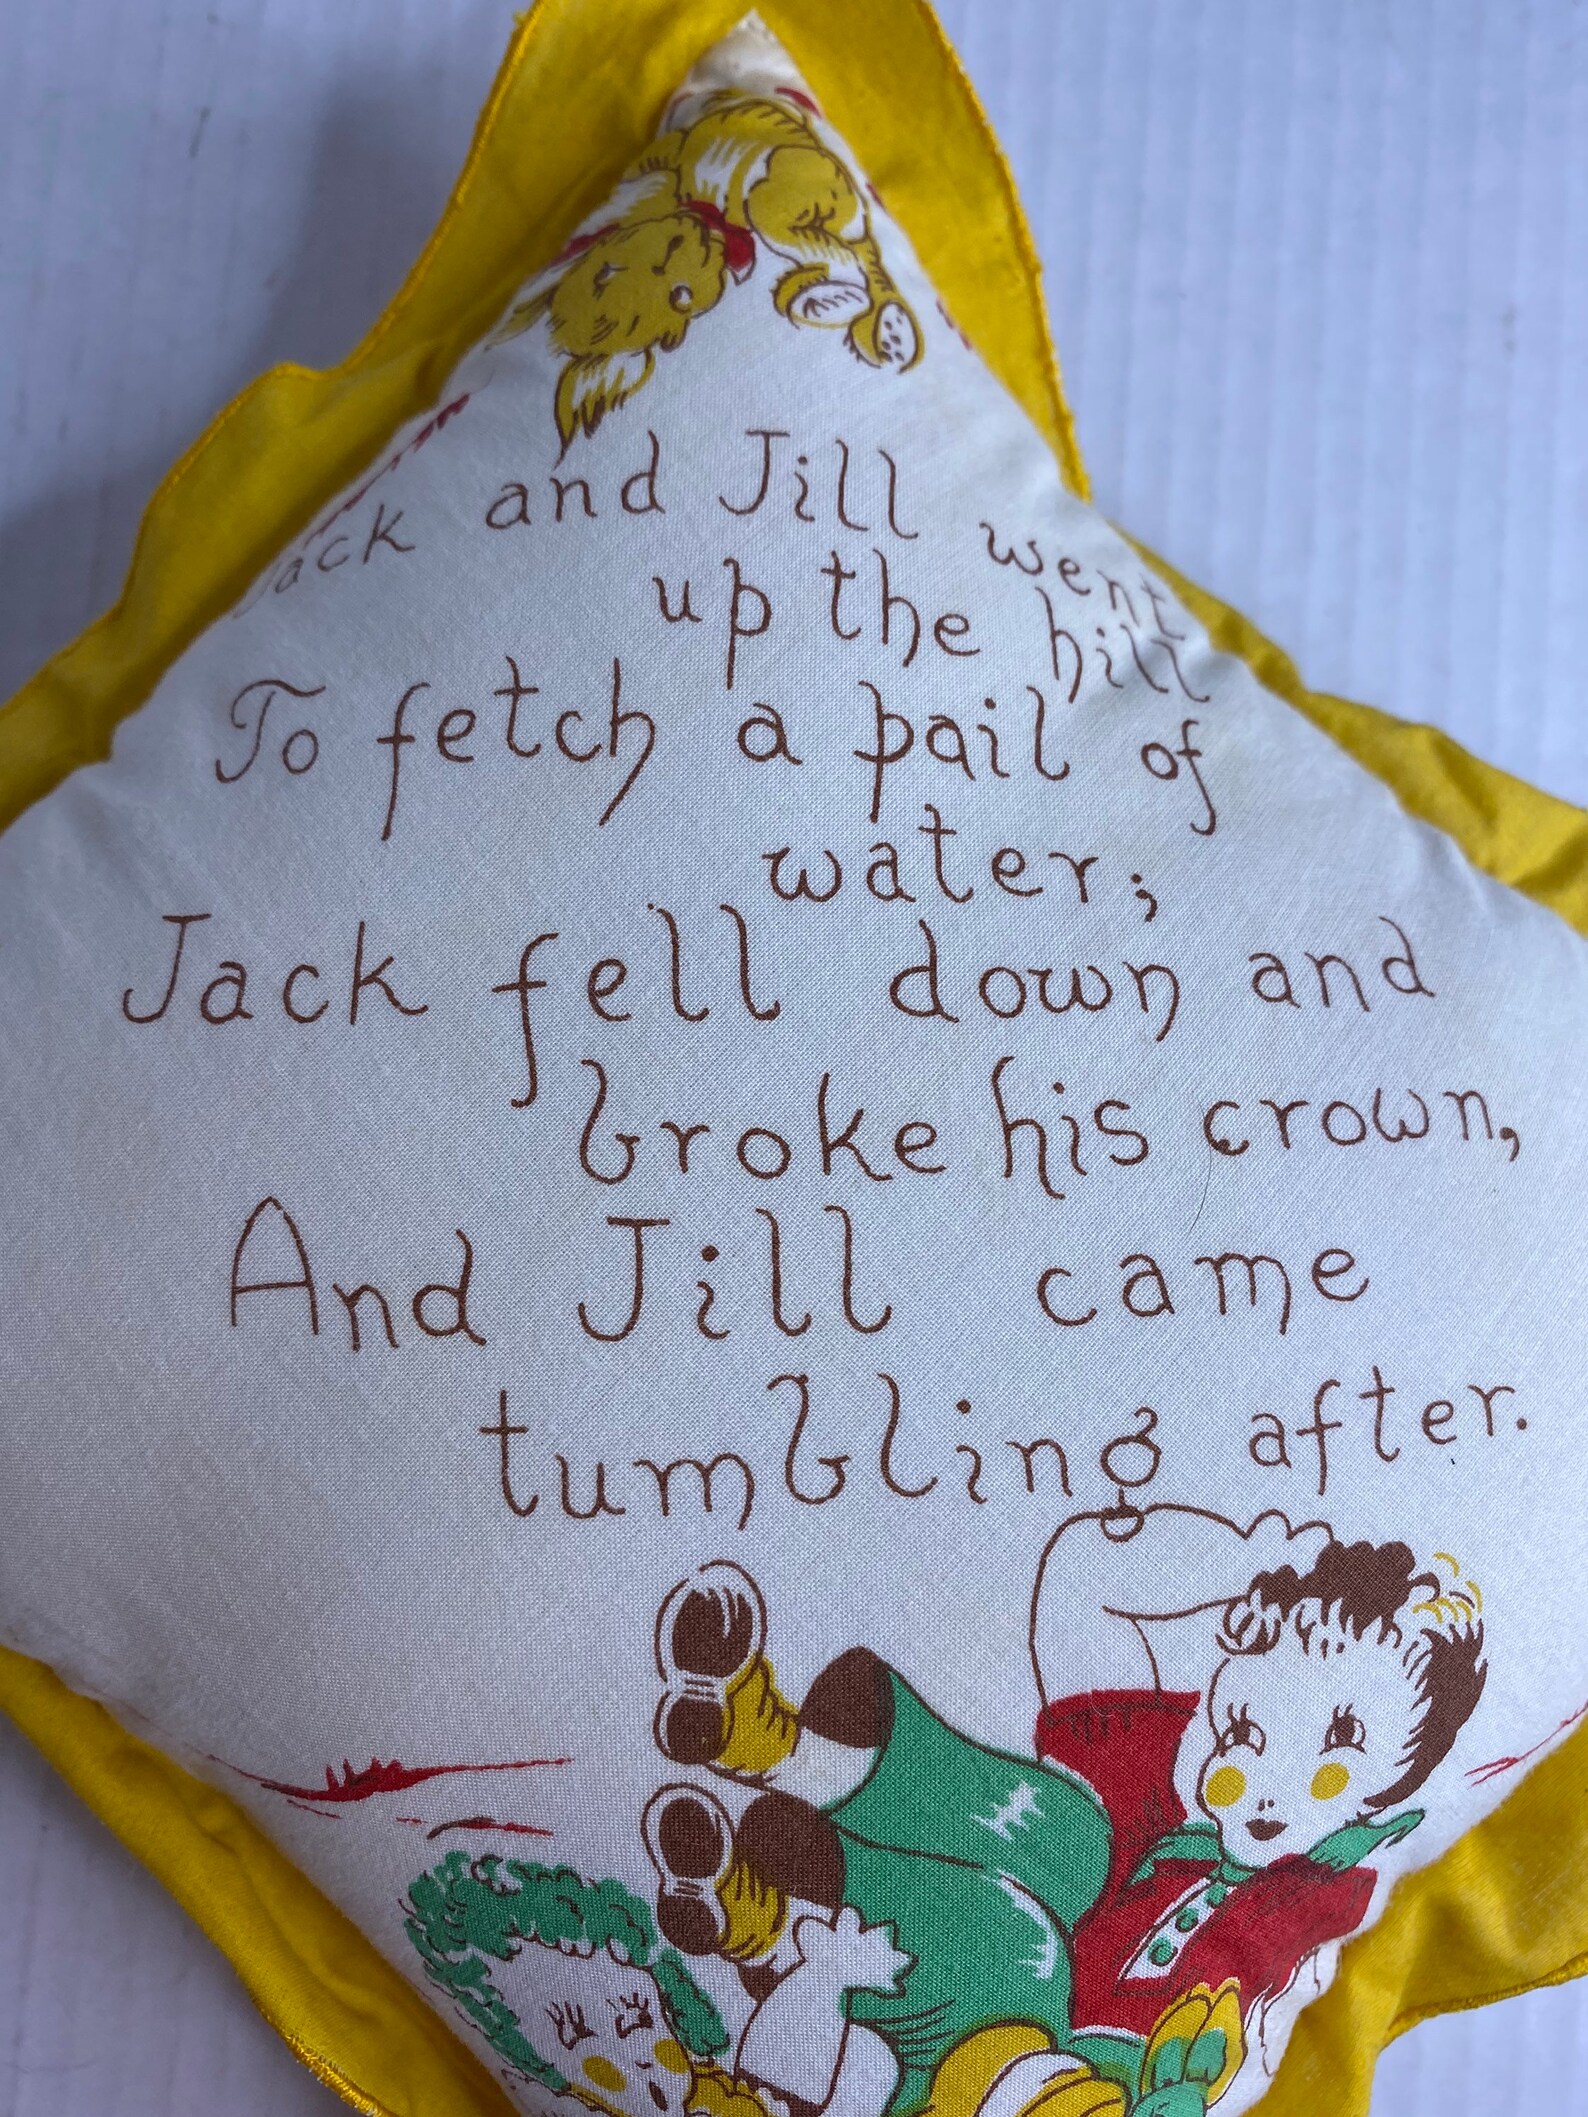 Jack and Jill went
up the hill
To fetch a pail of
water;
Jack fell down and
broke his crown,
And Jill came
tumbling after.